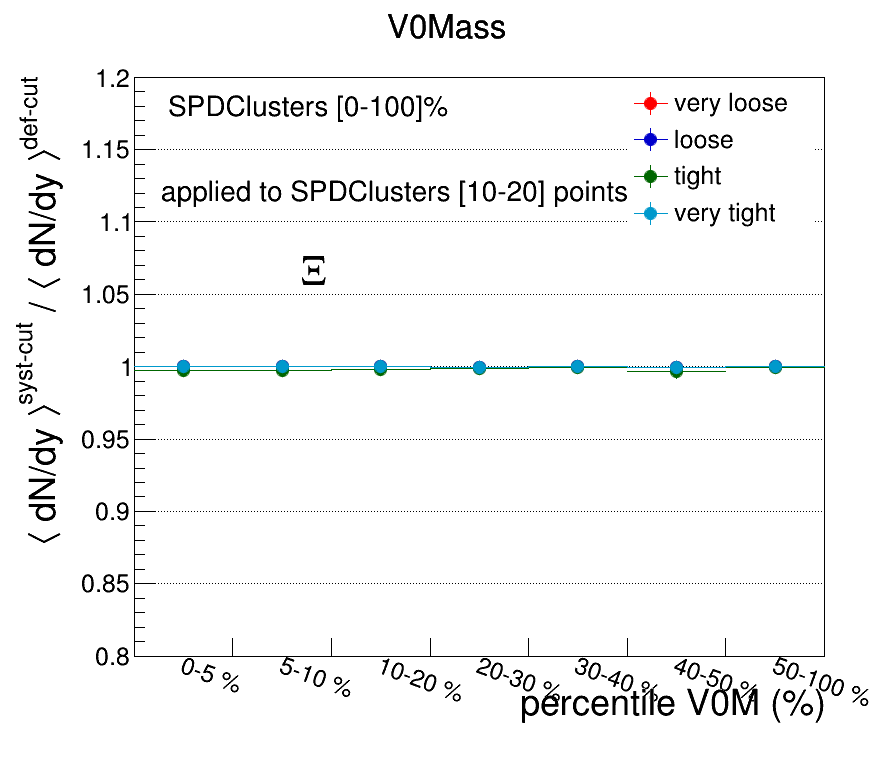 V0Mass
SPDClusters [0-100]%
applied to SPDClusters [10-20] points
Ξ
very loose
loose
tight
very tight
⟨ dN/dy ⟩^syst-cut / ⟨ dN/dy ⟩^def-cut
1.2
1.15
1.1
1.05
1
0.95
0.9
0.85
0.8
0-5 %
5-10 %
10-20 %
20-30 %
30-40 %
40-50 %
50-100 %
percentile V0M (%)